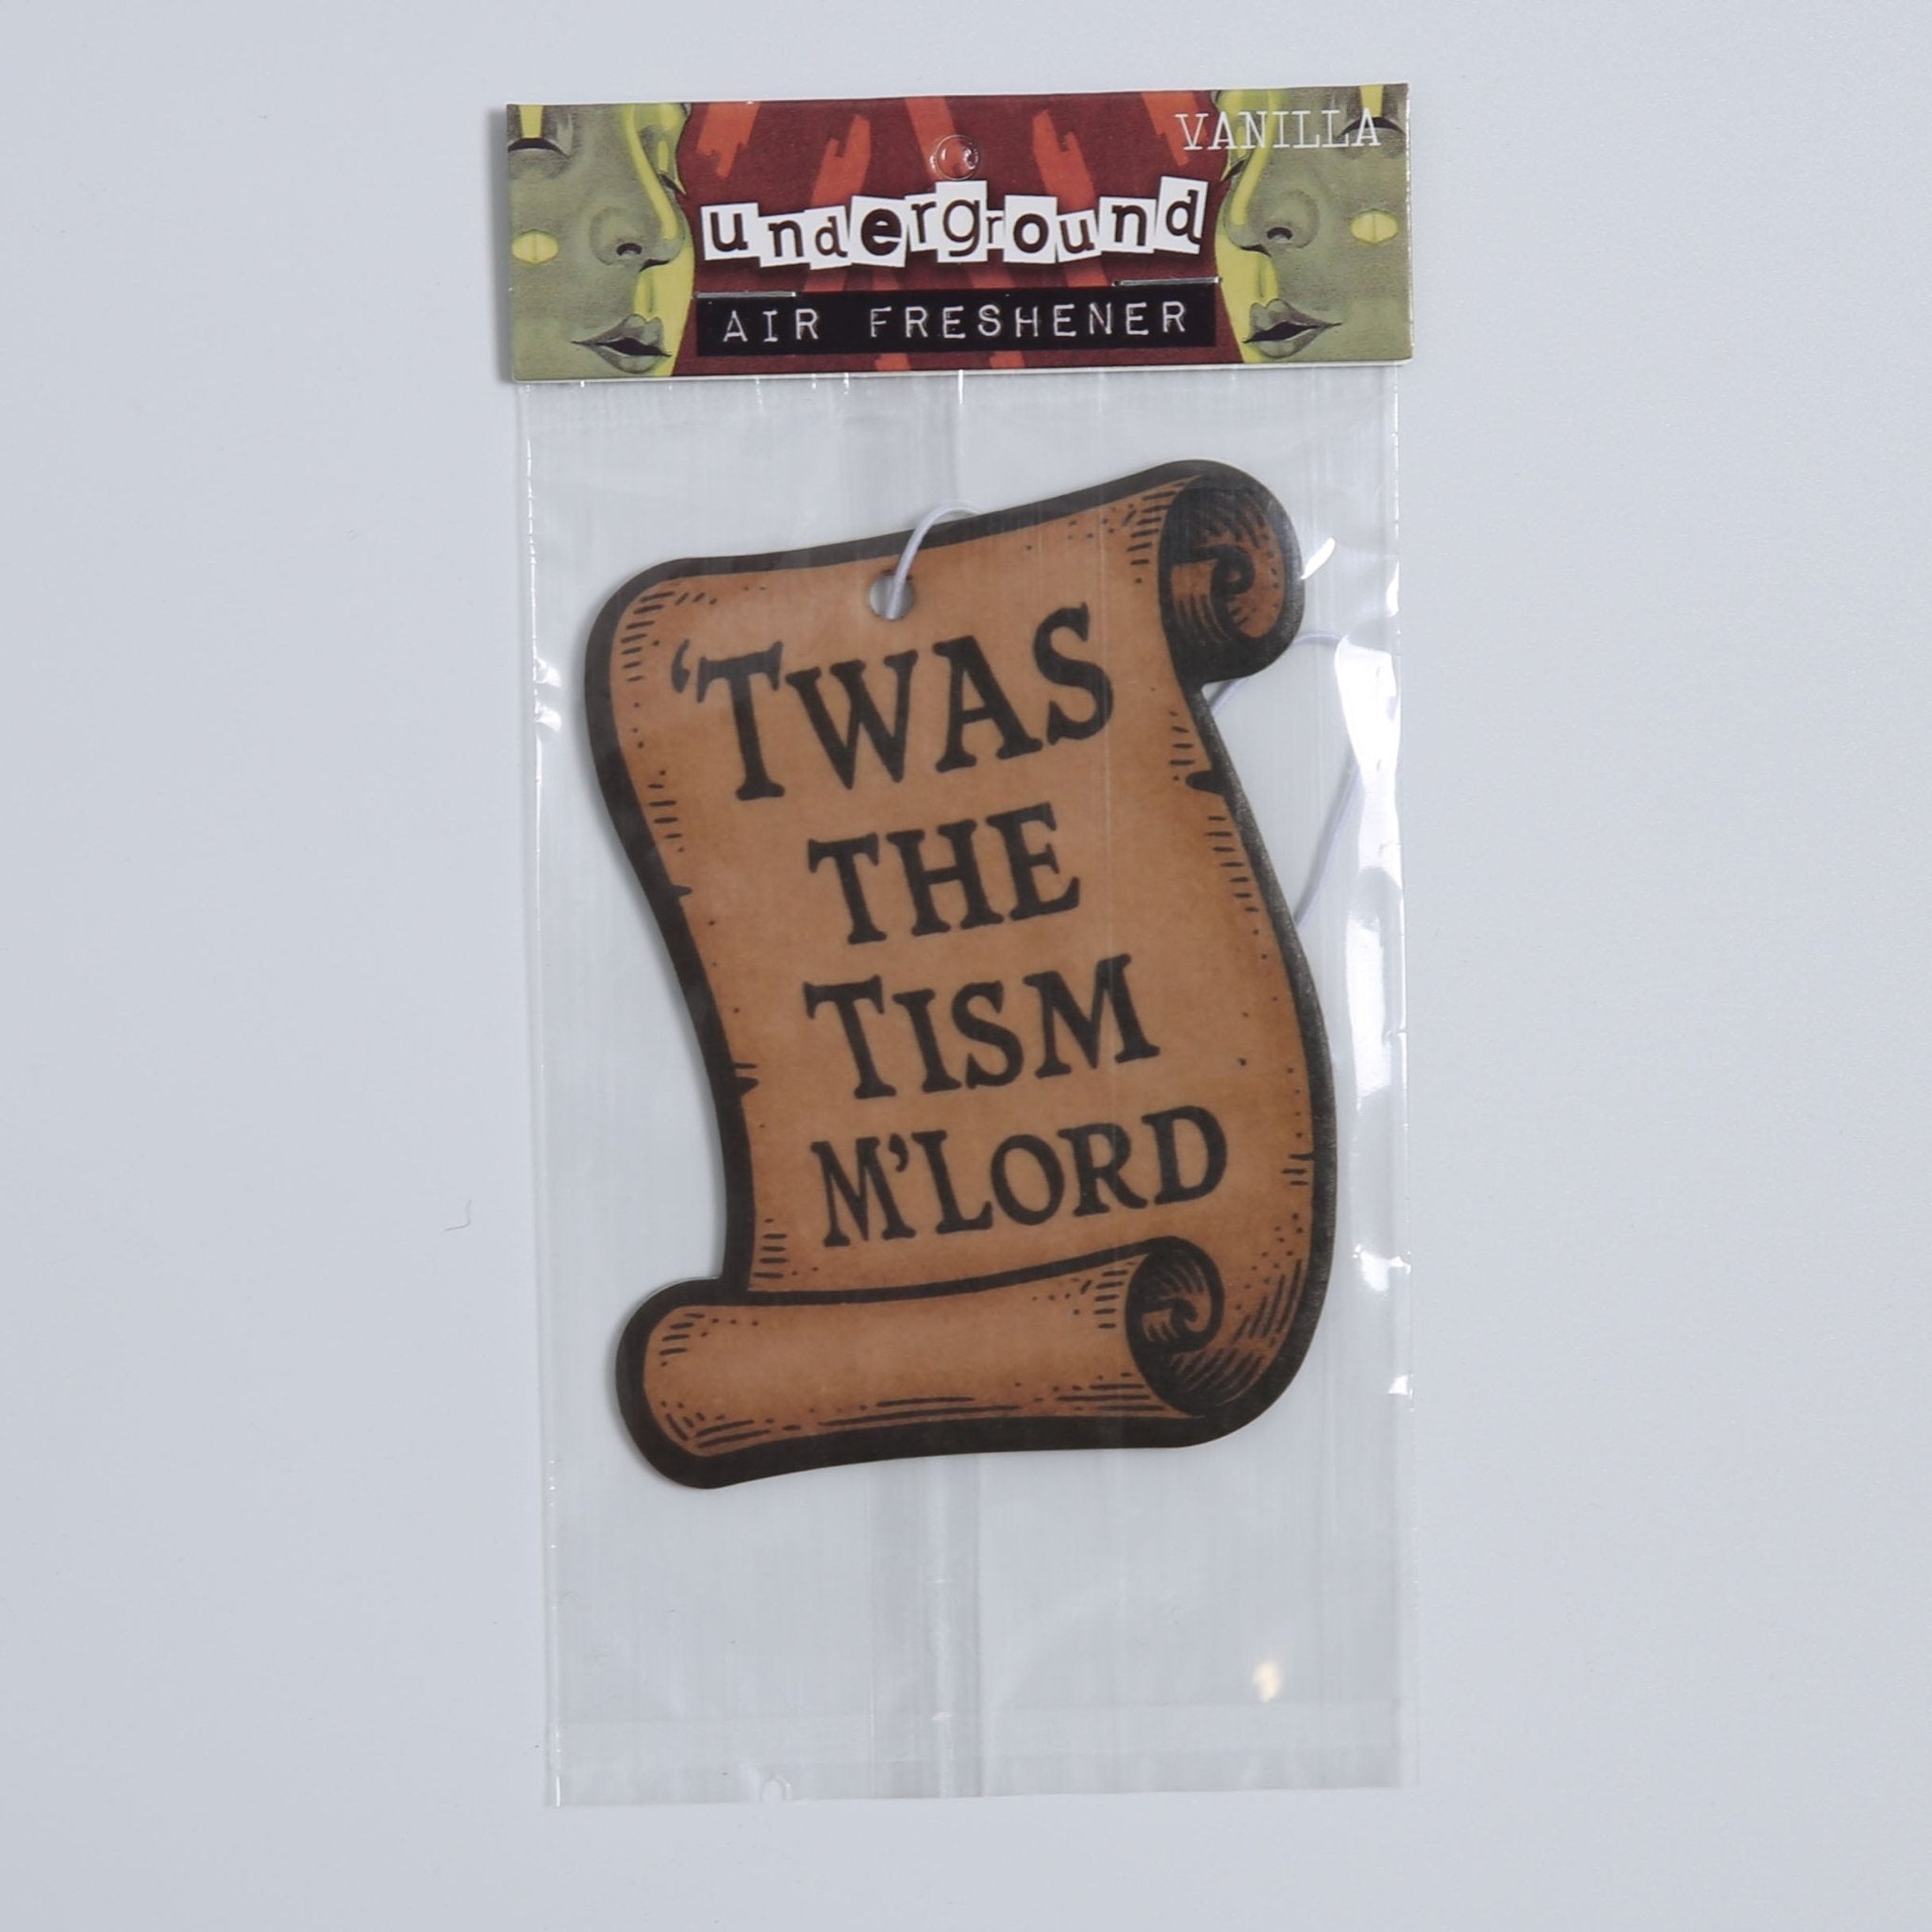 VANILLA
underground
AIR FRESHENER
‘TWAS
THE
TISM
M’LORD